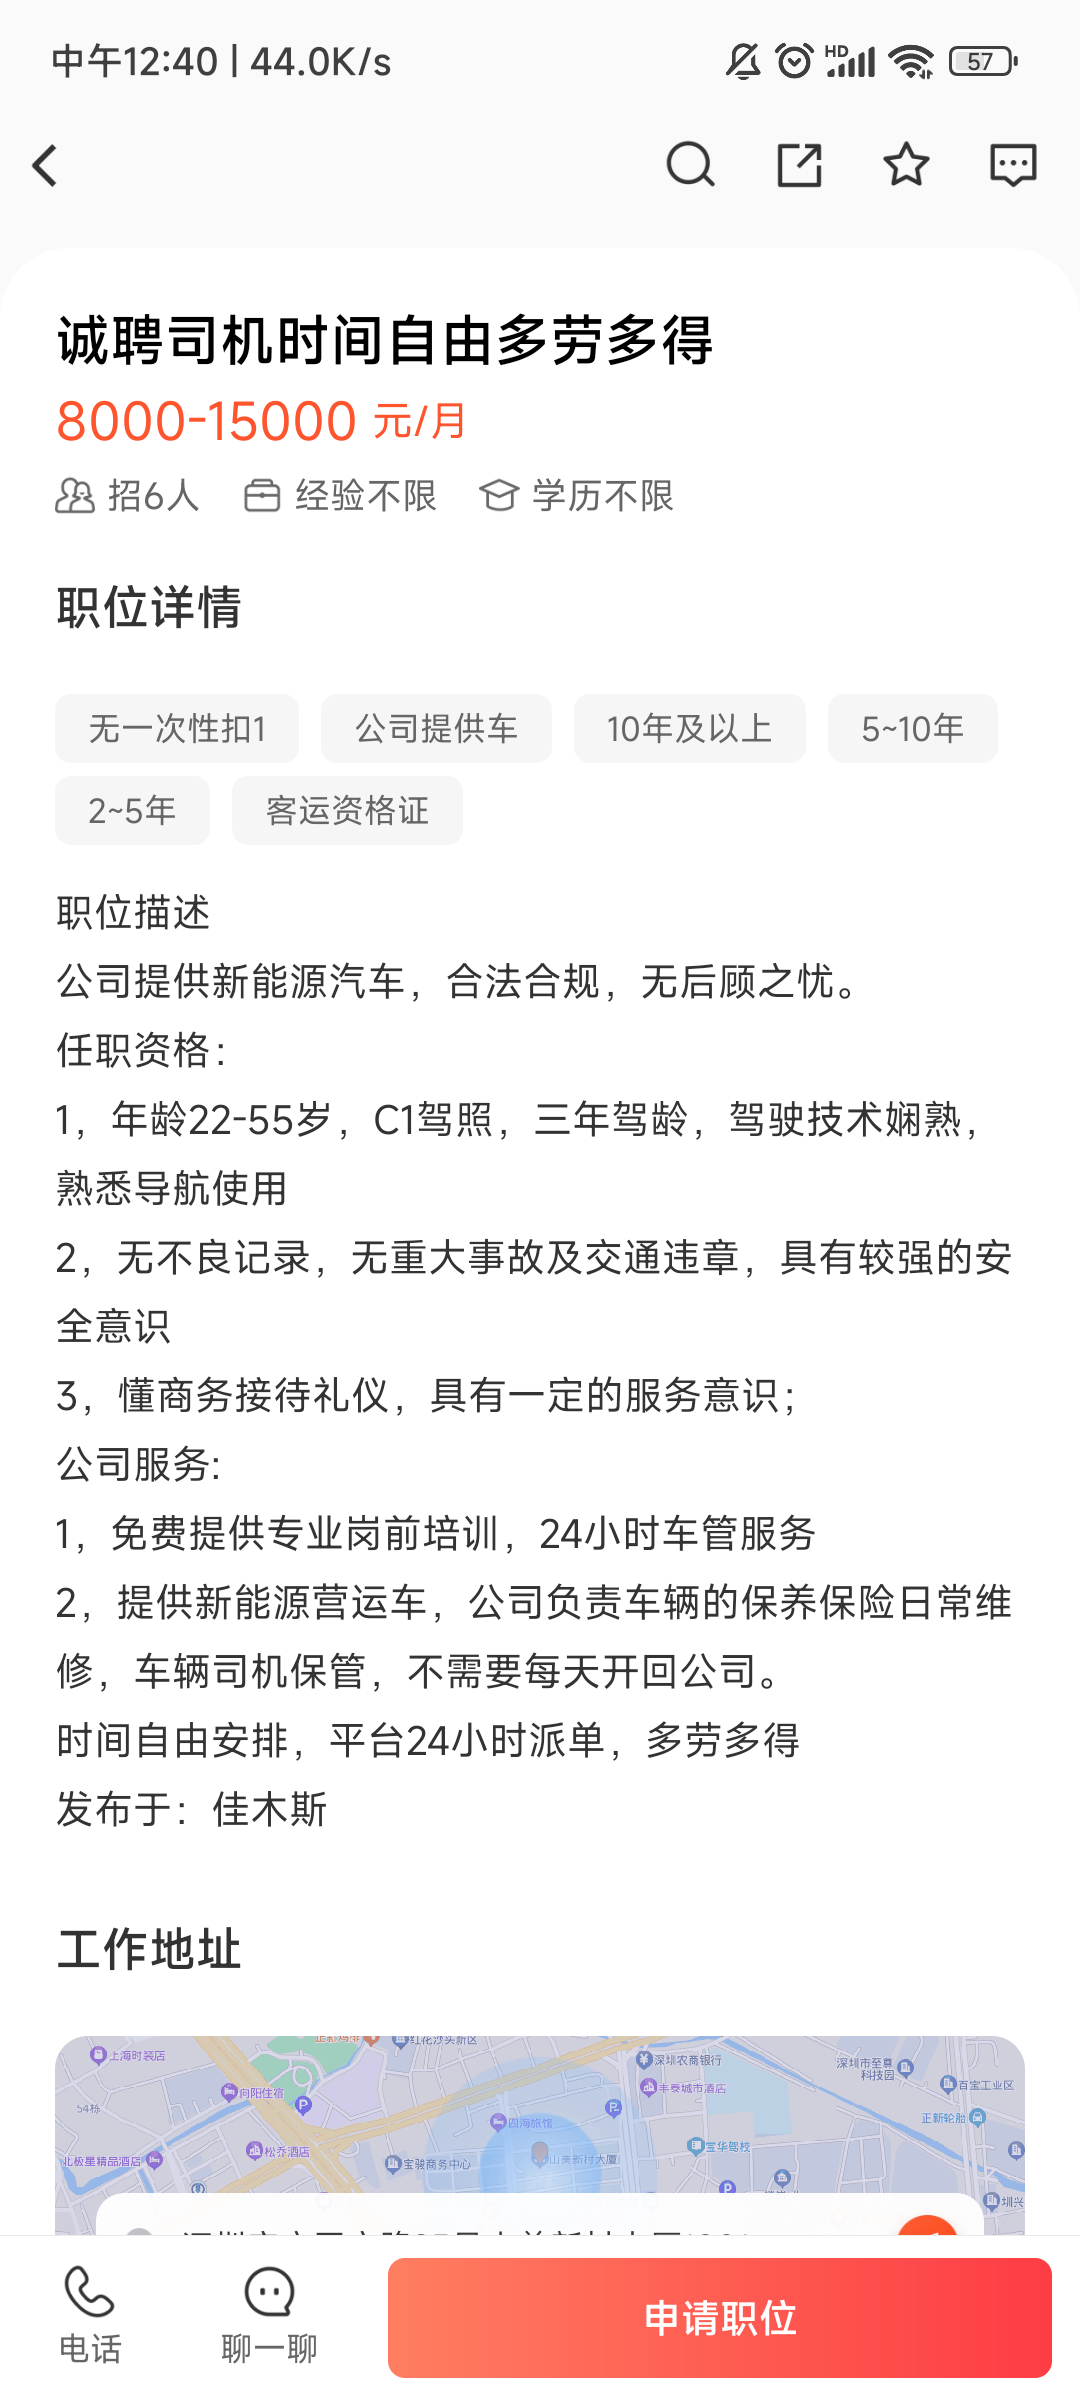 中午12:40 | 44.0K/s
HD
57
诚聘司机时间自由多劳多得
8000-15000 元/月
招6人 经验不限 学历不限
职位详情
无一次性扣1 公司提供车 10年及以上 5~10年
2~5年 客运资格证
职位描述
公司提供新能源汽车，合法合规，无后顾之忧。
任职资格：
1，年龄22-55岁，C1驾照，三年驾龄，驾驶技术娴熟，
熟悉导航使用
2，无不良记录，无重大事故及交通违章，具有较强的安
全意识
3，懂商务接待礼仪，具有一定的服务意识；
公司服务:
1，免费提供专业岗前培训，24小时车管服务
2，提供新能源营运车，公司负责车辆的保养保险日常维
修，车辆司机保管，不需要每天开回公司。
时间自由安排，平台24小时派单，多劳多得
发布于：佳木斯
工作地址
红花沙头新区
上海时装店
深圳农商银行
深圳市至尊
科技园
向阳住宿
P
丰泰城市酒店
百宝工业区
54栋
P
四海旅馆
正新轮胎
松乔酒店
宝华驾校
北极星精品酒店
宝骏商务中心
山美新村大厦
P
圳兴
电话 聊一聊 申请职位